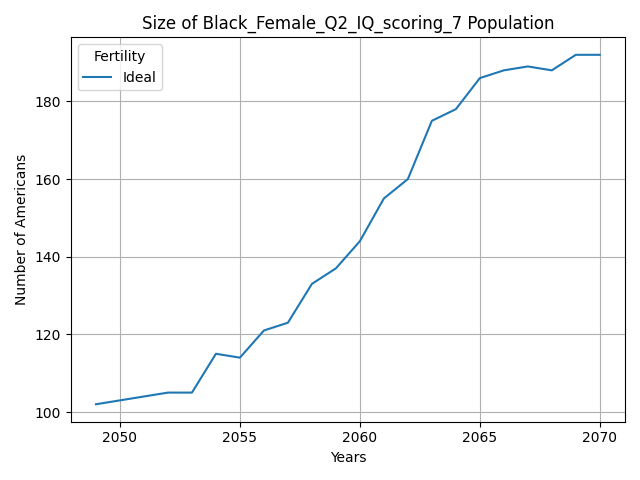 Size of Black_Female_Q2_IQ_scoring_7 Population
Fertility
Ideal
Number of Americans
180
160
140
120
100
2050 2055 2060 2065 2070
Years